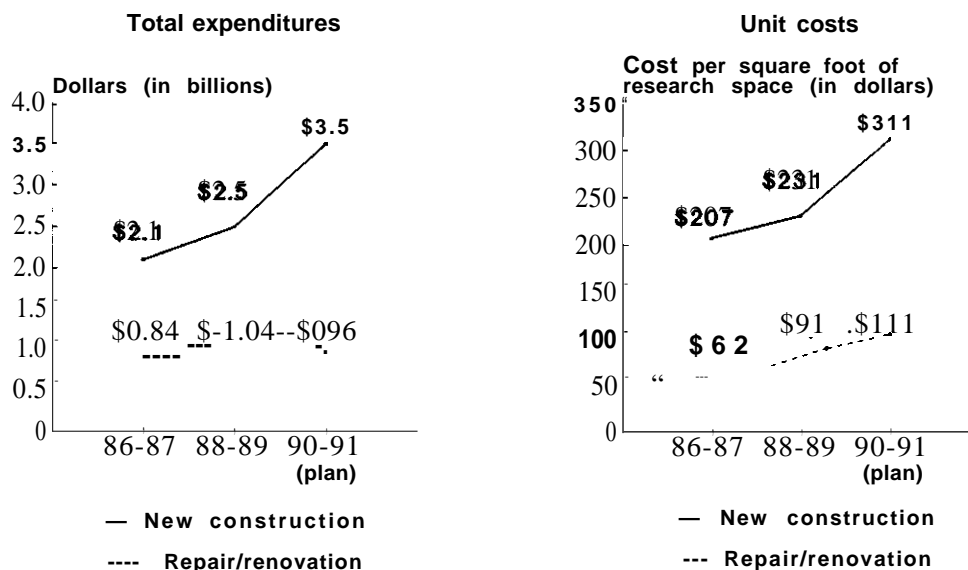 Total expenditures
Dollars (in billions)
4.0
3.5
3.0
2.5
2.0
1.5
1.0
0.5
0
$2.1
$2.5
$3.5
$0.84 $-1.04--$096
86-87 88-89 90-91
(plan)
New construction
Repair/renovation
Unit costs
Cost per square foot of
research space (in dollars)
350
300
250
200
150
100
50
0
$207
$231
$311
$62
$91 .$111
86-87 88-89 90-91
(plan)
New construction
Repair/renovation